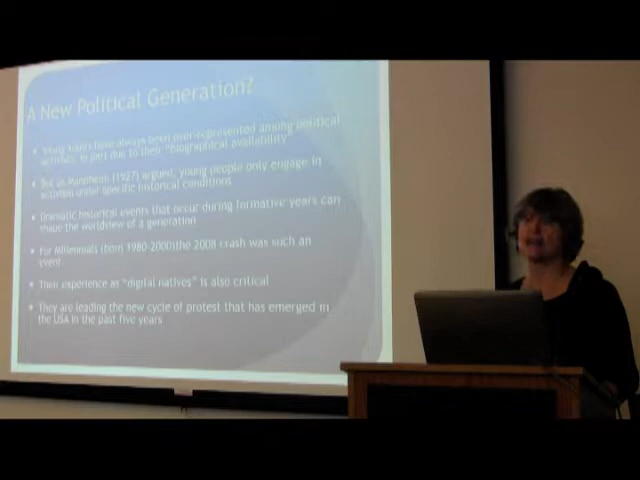 A New Political Generation?
Young adults have always been over-represented among political
activists, in part due to their "biographical availability"
But as Mannheim (1927) argued, young people only engage in
activism under specific historical conditions
Dramatic historical events that occur during formative years can
shape the worldview of a generation
For Millennials (born 1980-2000)the 2008 crash was such an
event
Their experience as "digital natives" is also critical
They are leading the new cycle of protest that has emerged in
the USA in the past five years